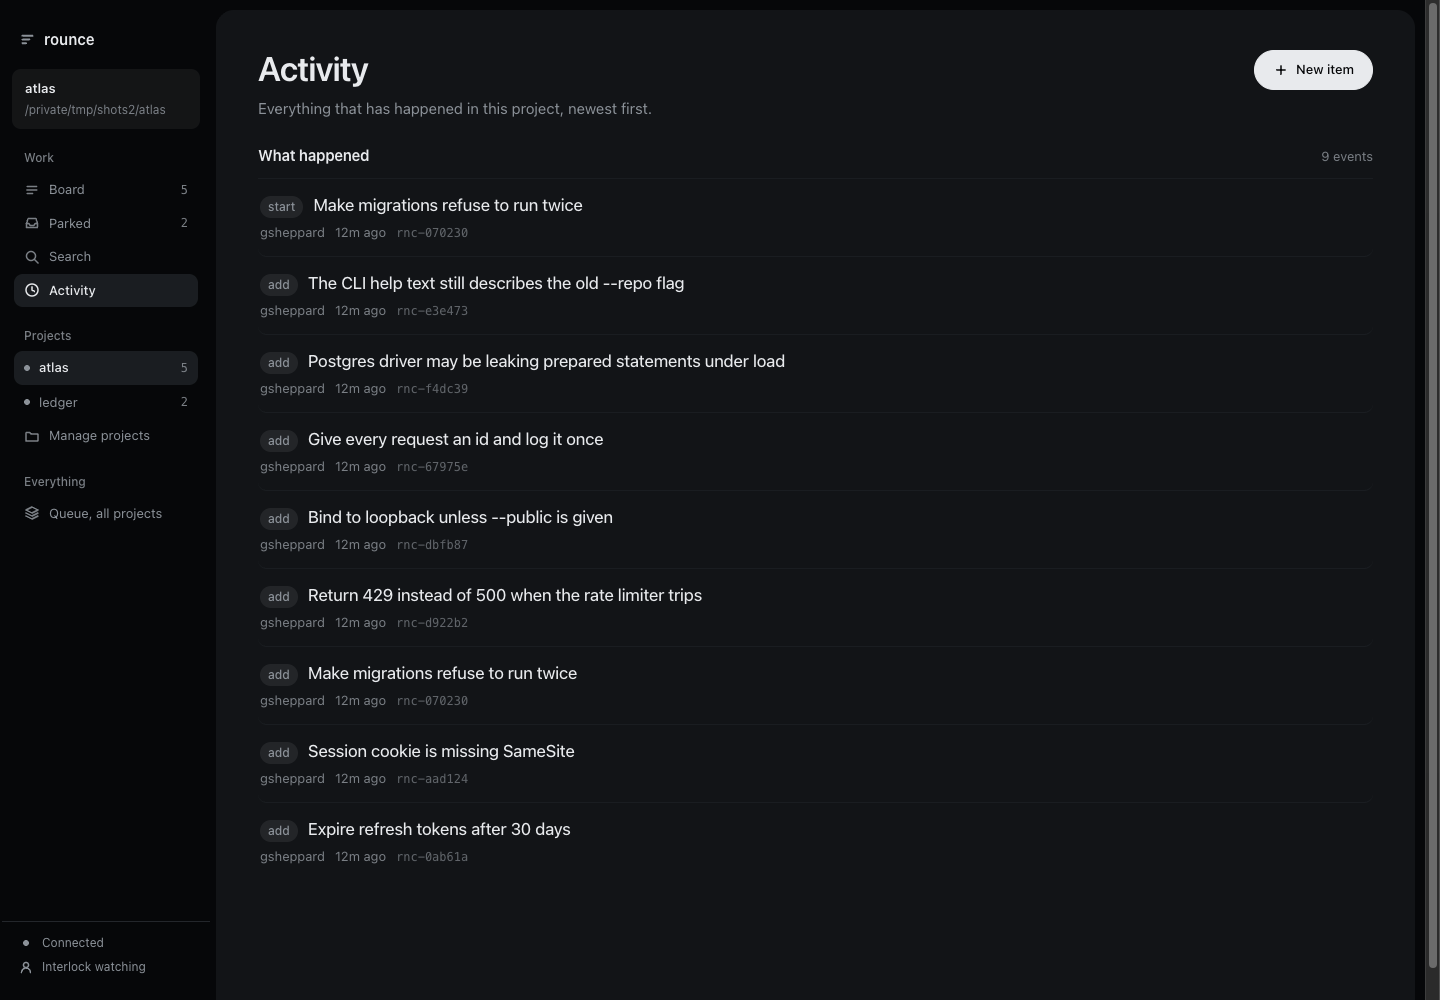 rounce
atlas
/private/tmp/shots2/atlas
Work
Board 5
Parked 2
Search
Activity
Projects
atlas 5
ledger 2
Manage projects
Everything
Queue, all projects
Connected
Interlock watching
Activity
New item
Everything that has happened in this project, newest first.
What happened 9 events
start Make migrations refuse to run twice
gsheppard 12m ago rnc-070230
add The CLI help text still describes the old --repo flag
gsheppard 12m ago rnc-e3e473
add Postgres driver may be leaking prepared statements under load
gsheppard 12m ago rnc-f4dc39
add Give every request an id and log it once
gsheppard 12m ago rnc-67975e
add Bind to loopback unless --public is given
gsheppard 12m ago rnc-dbfb87
add Return 429 instead of 500 when the rate limiter trips
gsheppard 12m ago rnc-d922b2
add Make migrations refuse to run twice
gsheppard 12m ago rnc-070230
add Session cookie is missing SameSite
gsheppard 12m ago rnc-aad124
add Expire refresh tokens after 30 days
gsheppard 12m ago rnc-0ab61a